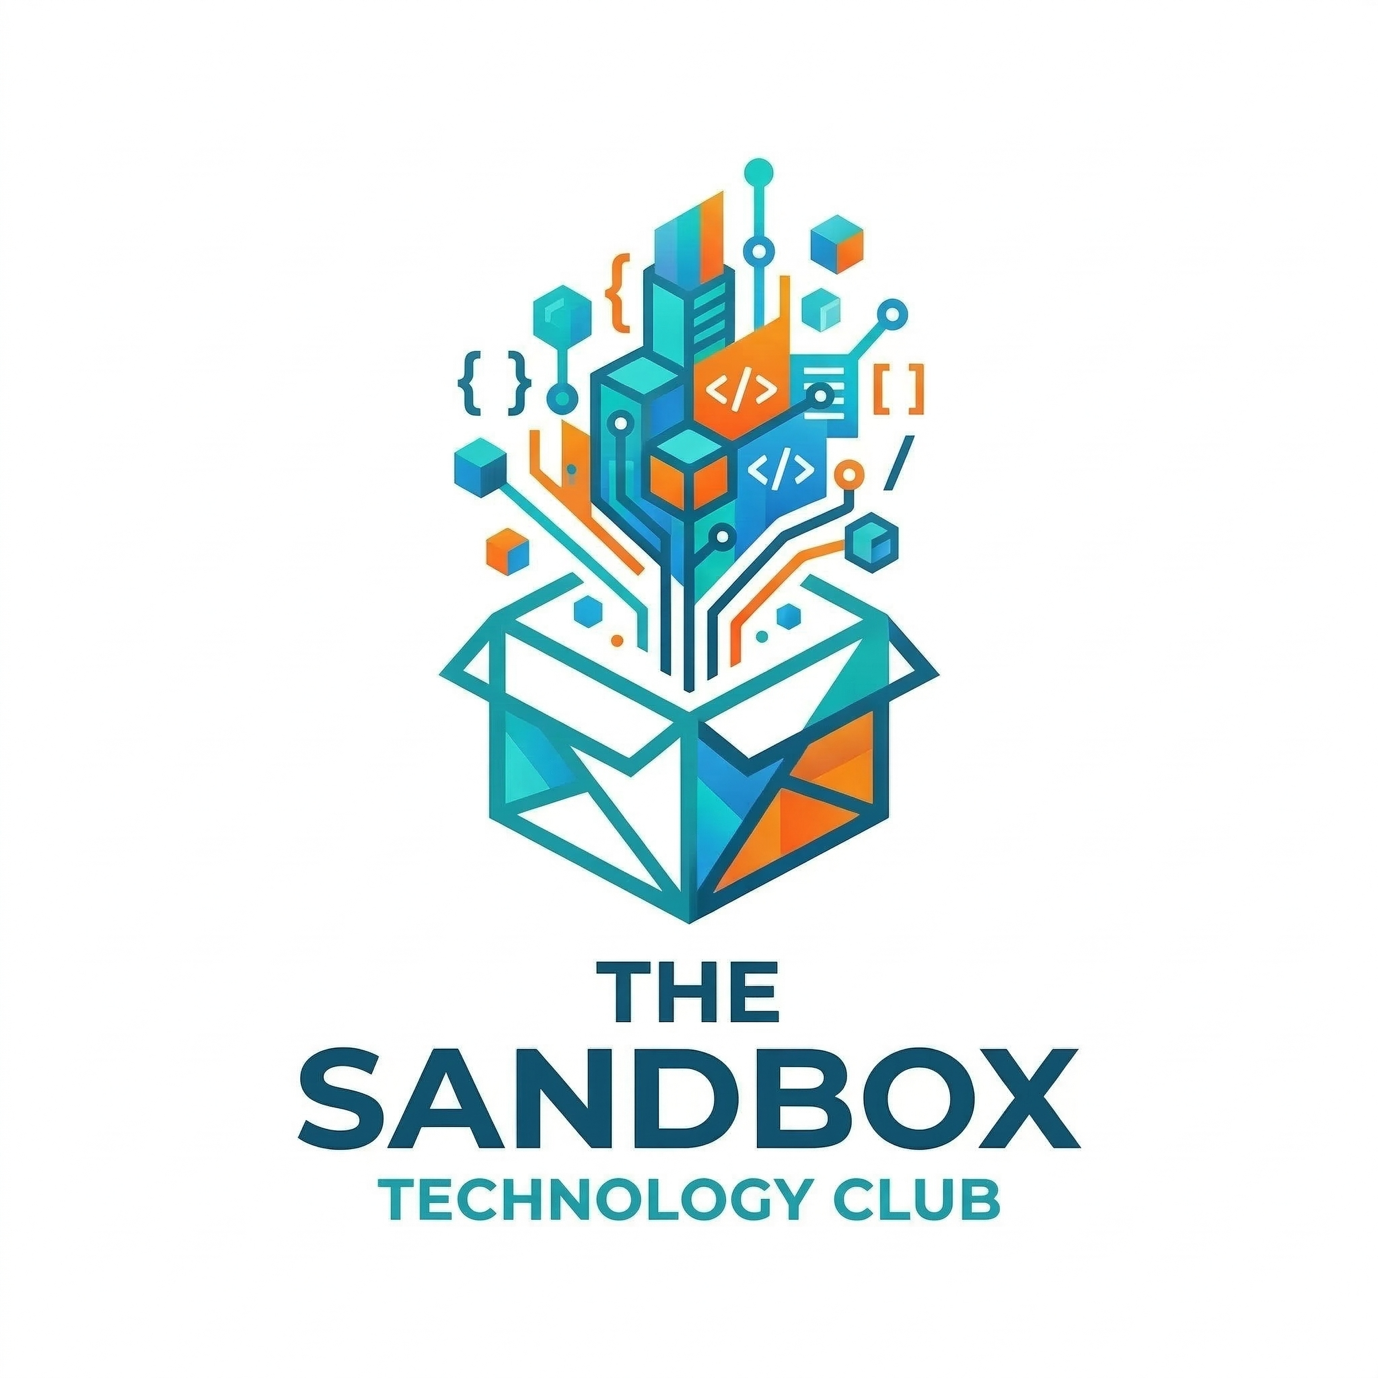 {
{ }
</>
[ ]
</>
/
THE
SANDBOX
TECHNOLOGY CLUB